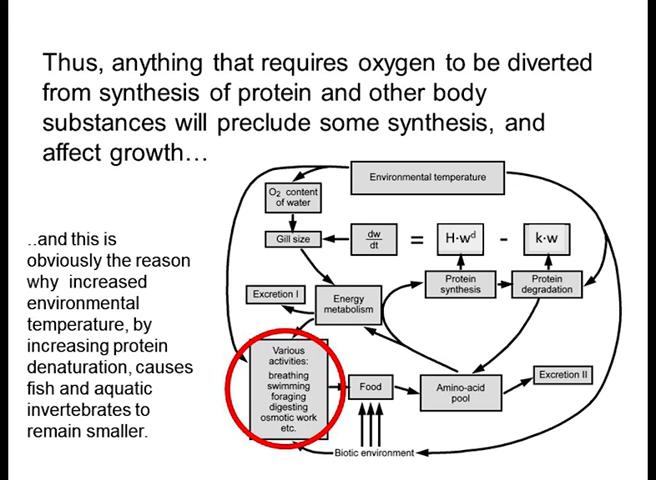 Thus, anything that requires oxygen to be diverted
from synthesis of protein and other body
substances will preclude some synthesis, and
affect growth…
..and this is
obviously the reason
why increased
environmental
temperature, by
increasing protein
denaturation, causes
fish and aquatic
invertebrates to
remain smaller.
Environmental temperature
O2 content
of water
Gill size
dw
dt
=
H·wᵈ
-
k·w
Excretion I
Energy
metabolism
Protein
synthesis
Protein
degradation
Various
activities:
breathing
swimming
foraging
digesting
osmotic work
etc.
Food
Amino-acid
pool
Excretion II
Biotic environment